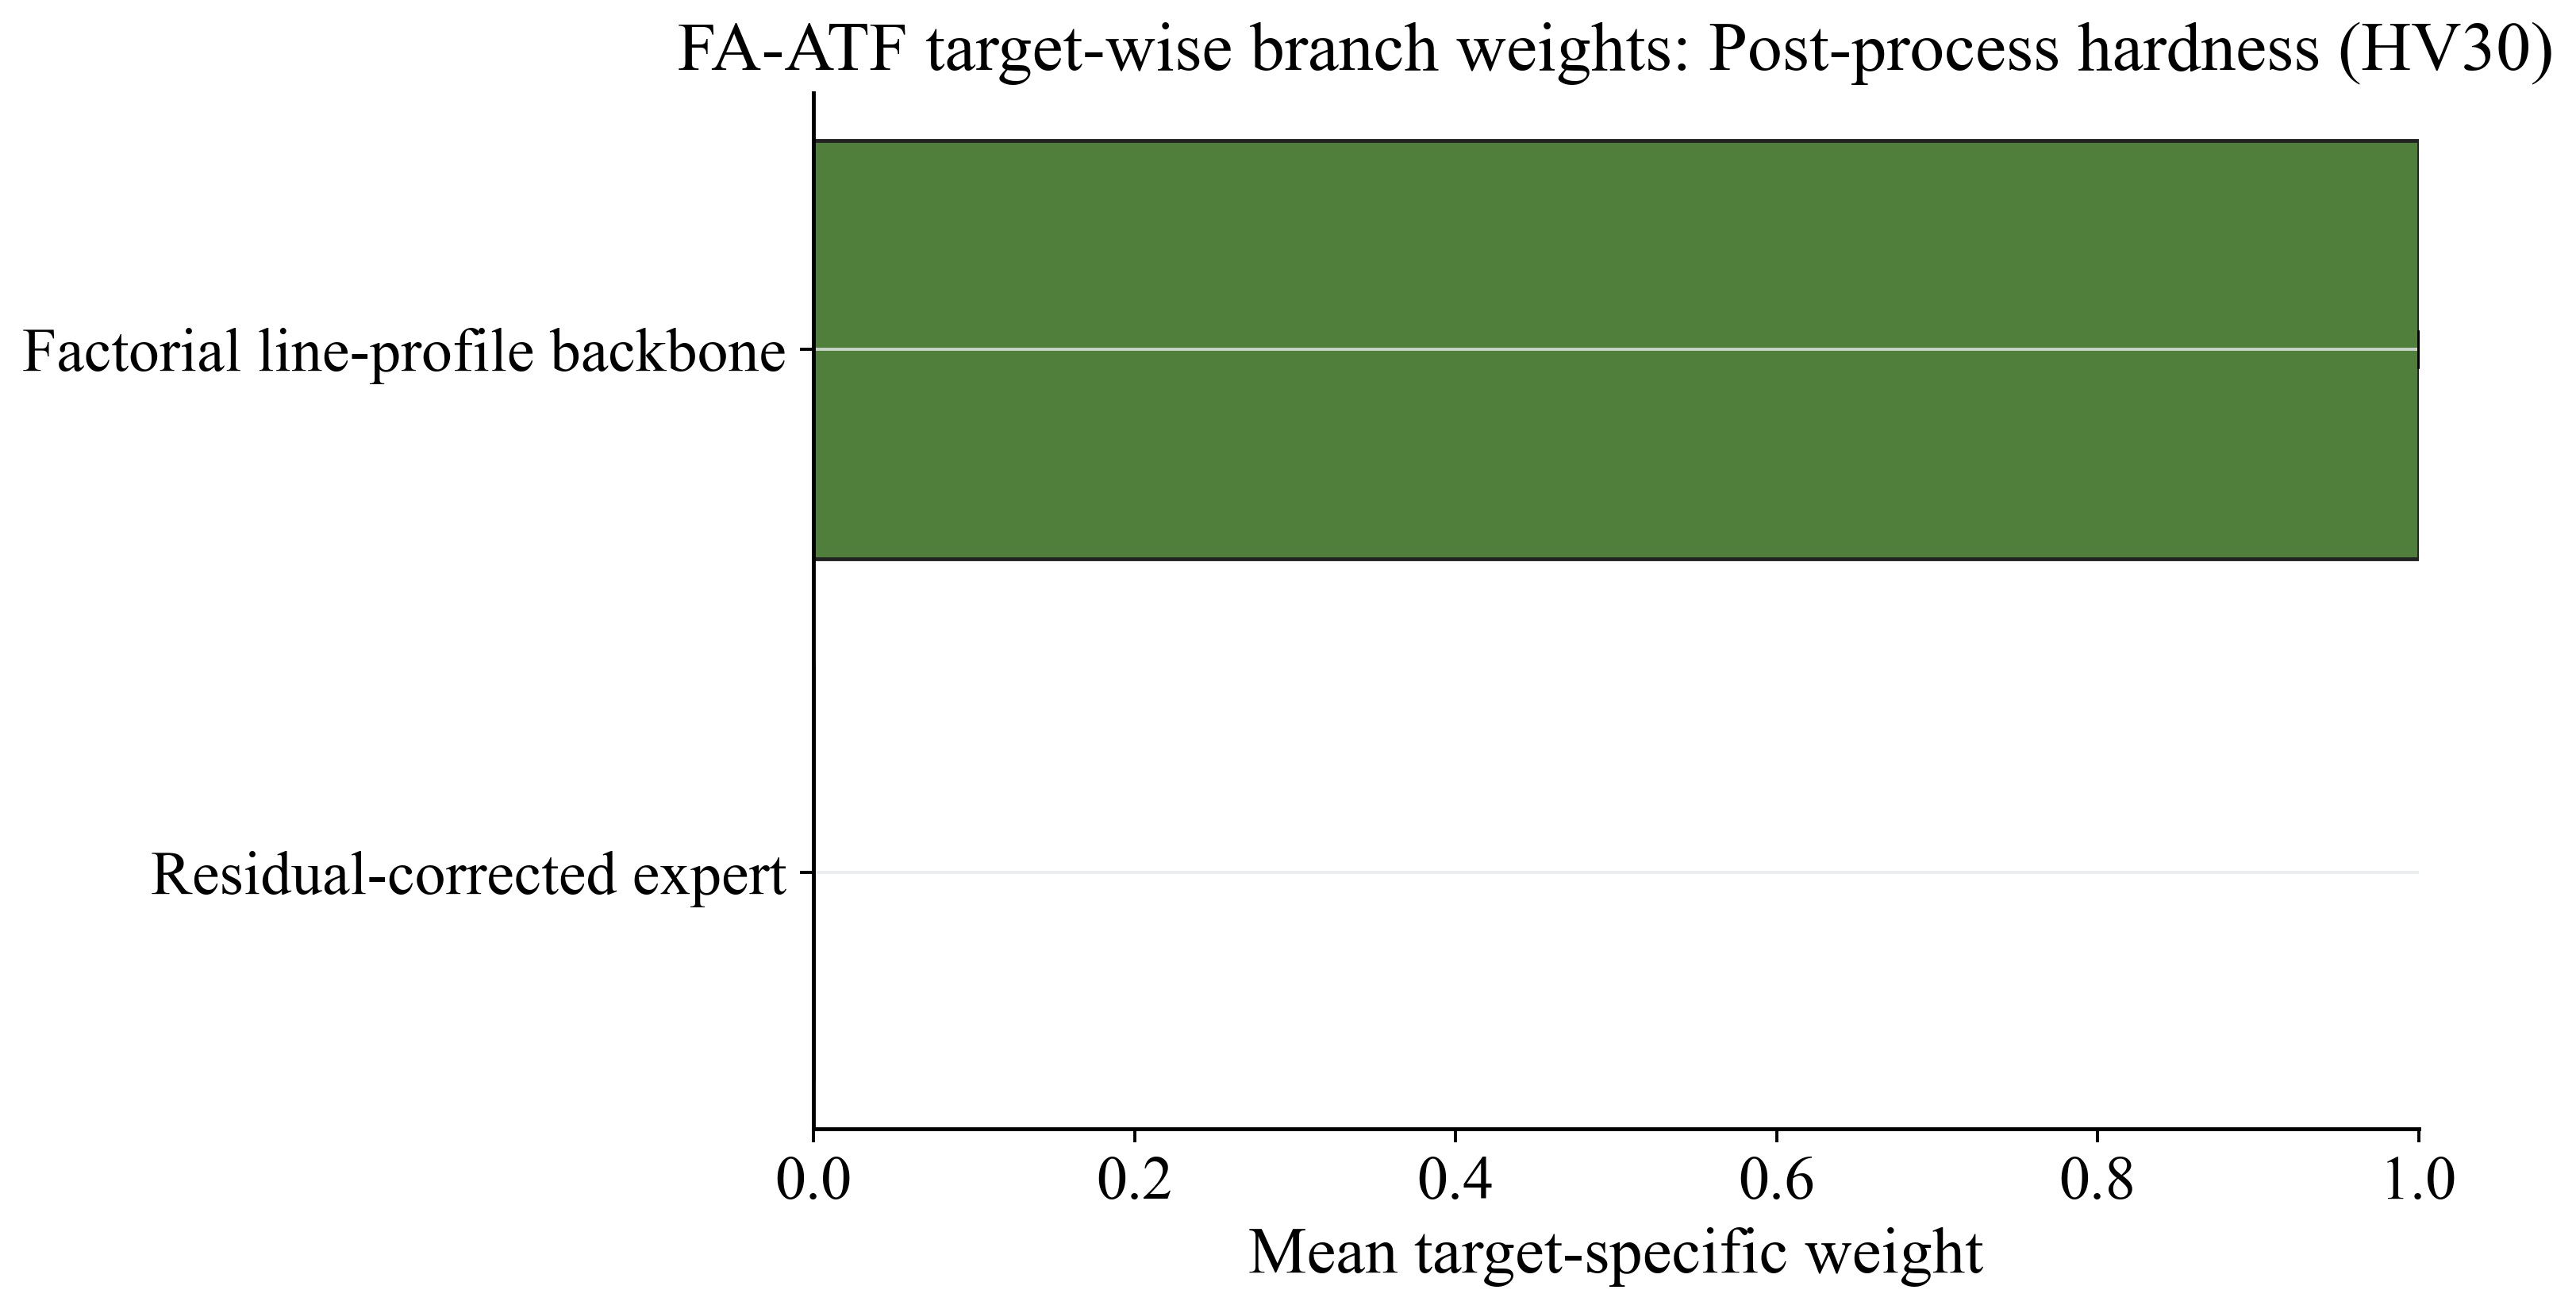 FA-ATF target-wise branch weights: Post-process hardness (HV30)
Factorial line-profile backbone
Residual-corrected expert
0.0 0.2 0.4 0.6 0.8 1.0
Mean target-specific weight